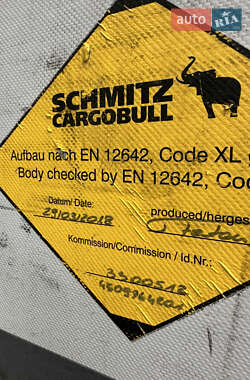 auto RIA
SCHMITZ
CARGOBULL
Aufbau nach EN 12642, Code XL
Body checked by EN 12642, Co
Datum/ Date:
29/03/2018
produced/herges
Kommission/Commission / Id.Nr.:
3300512